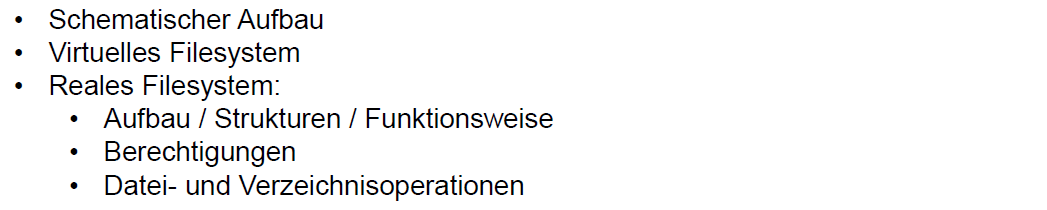 • Schematischer Aufbau
• Virtuelles Filesystem
• Reales Filesystem:
• Aufbau / Strukturen / Funktionsweise
• Berechtigungen
• Datei- und Verzeichnisoperationen